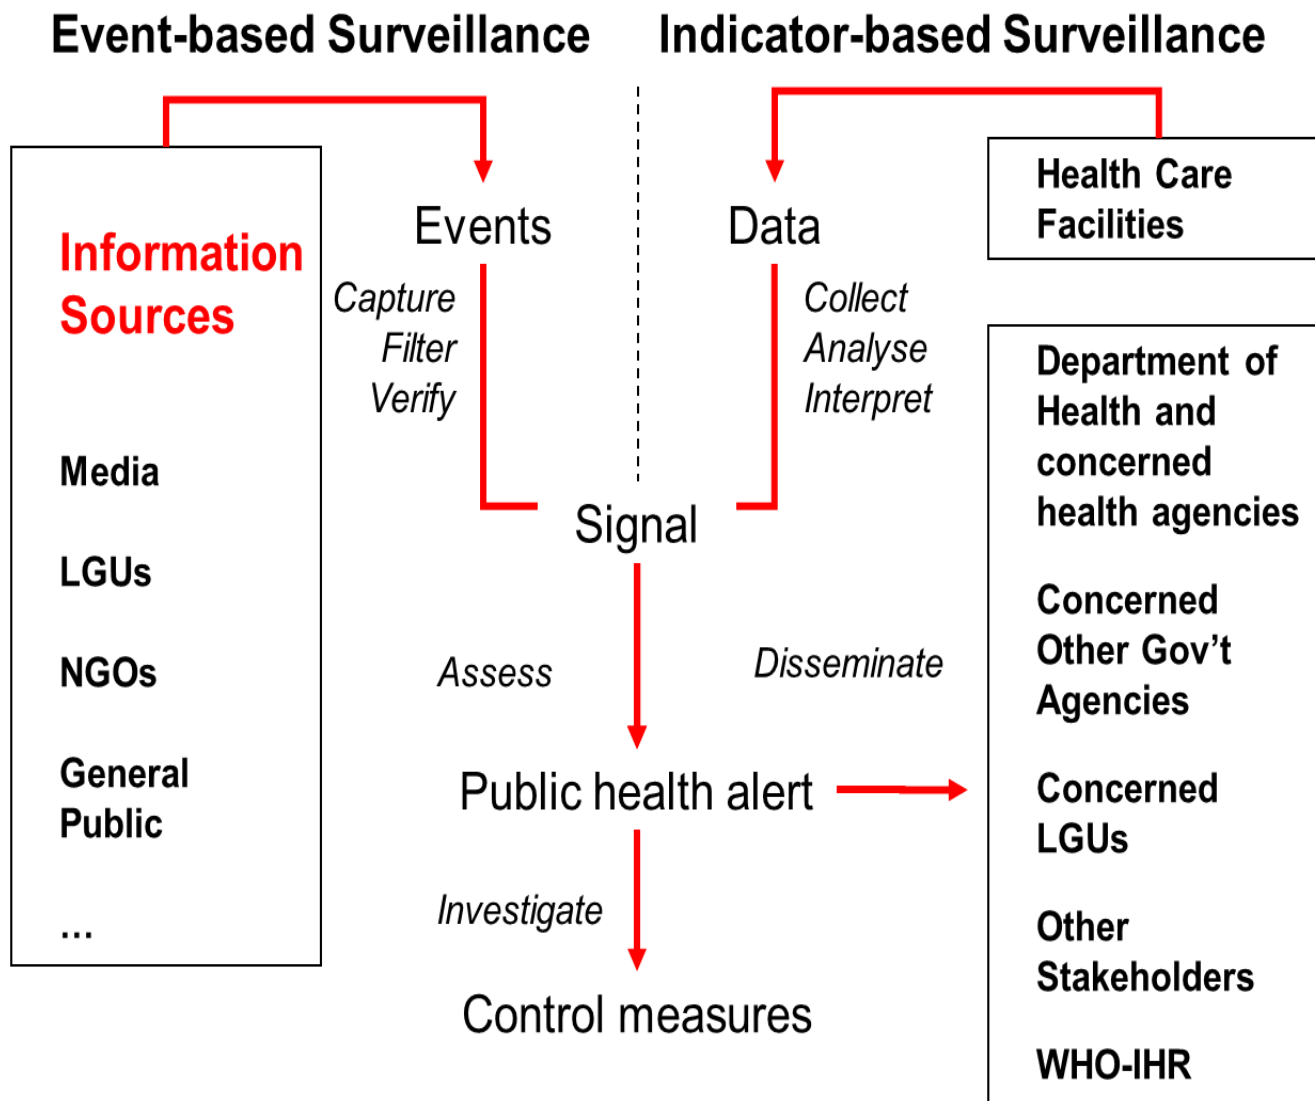 Event-based Surveillance
Indicator-based Surveillance
Information
Sources
Media
LGUs
NGOs
General
Public
...
Events
Capture
Filter
Verify
Data
Collect
Analyse
Interpret
Signal
Assess
Disseminate
Public health alert
Investigate
Control measures
Health Care
Facilities
Department of
Health and
concerned
health agencies
Concerned
Other Gov't
Agencies
Concerned
LGUs
Other
Stakeholders
WHO-IHR